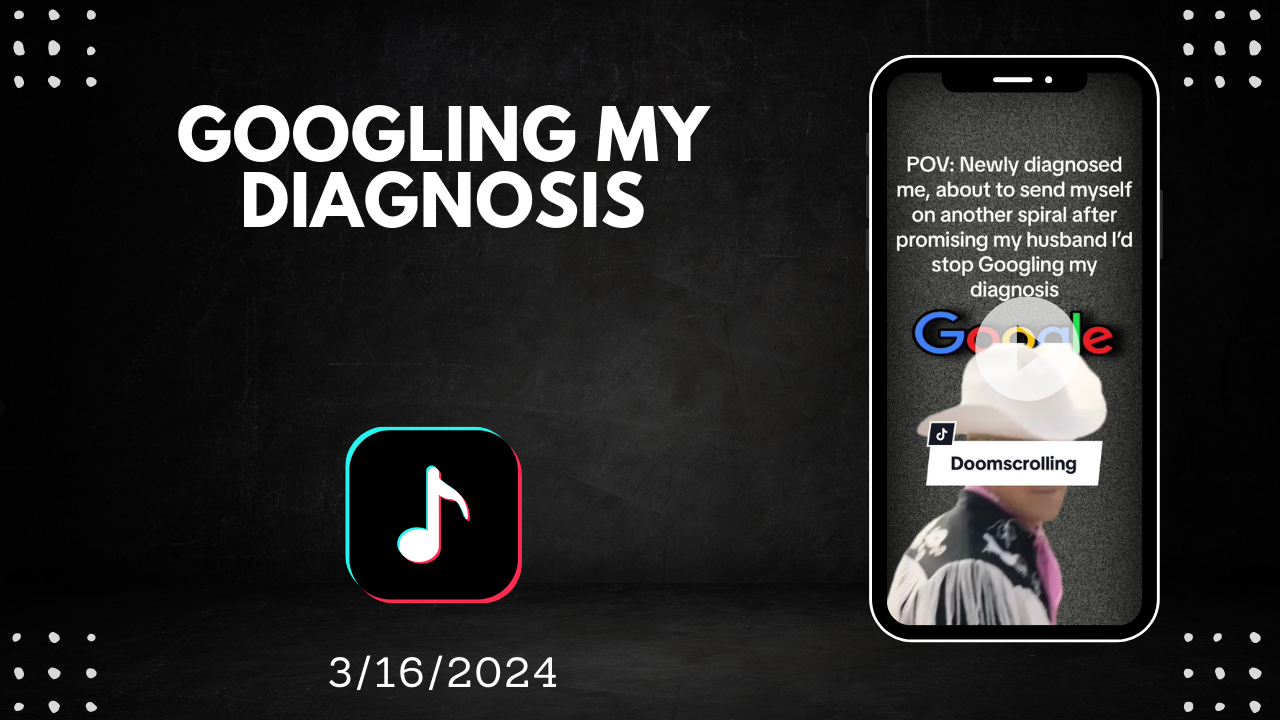 GOOGLING MY
DIAGNOSIS
3/16/2024
POV: Newly diagnosed
me, about to send myself
on another spiral after
promising my husband I'd
stop Googling my
diagnosis
Google
Doomscrolling